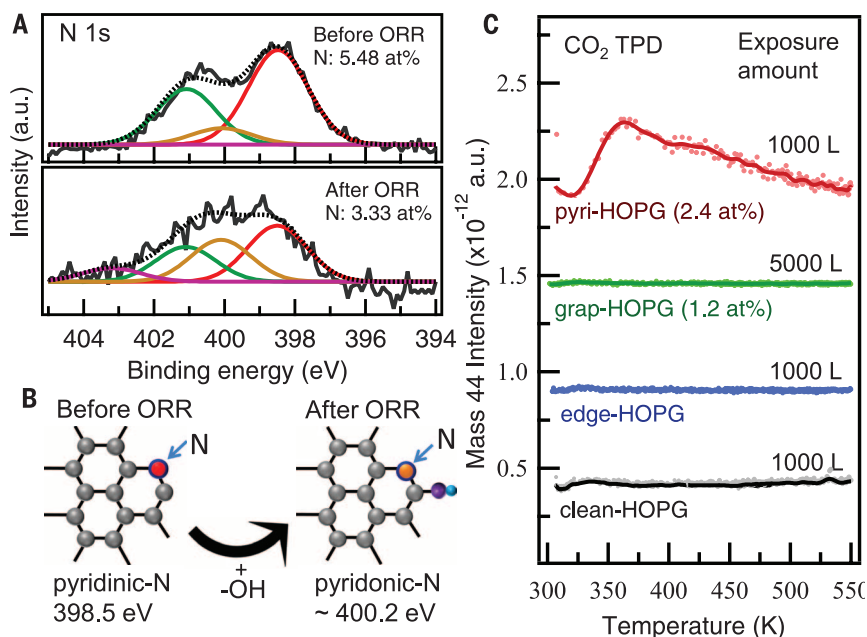 A
N 1s
Before ORR
N: 5.48 at%
After ORR
N: 3.33 at%
Intensity (a.u.)
404 402 400 398 396 394
Binding energy (eV)
B
Before ORR
After ORR
N
N
+
-OH
pyridinic-N
398.5 eV
pyridonic-N
~ 400.2 eV
C
CO2 TPD
Exposure
amount
2.5
2.0
1.5
1.0
0.5
Mass 44 Intensity (x10-12 a.u.)
1000 L
pyri-HOPG (2.4 at%)
5000 L
grap-HOPG (1.2 at%)
1000 L
edge-HOPG
1000 L
clean-HOPG
300 350 400 450 500 550
Temperature (K)